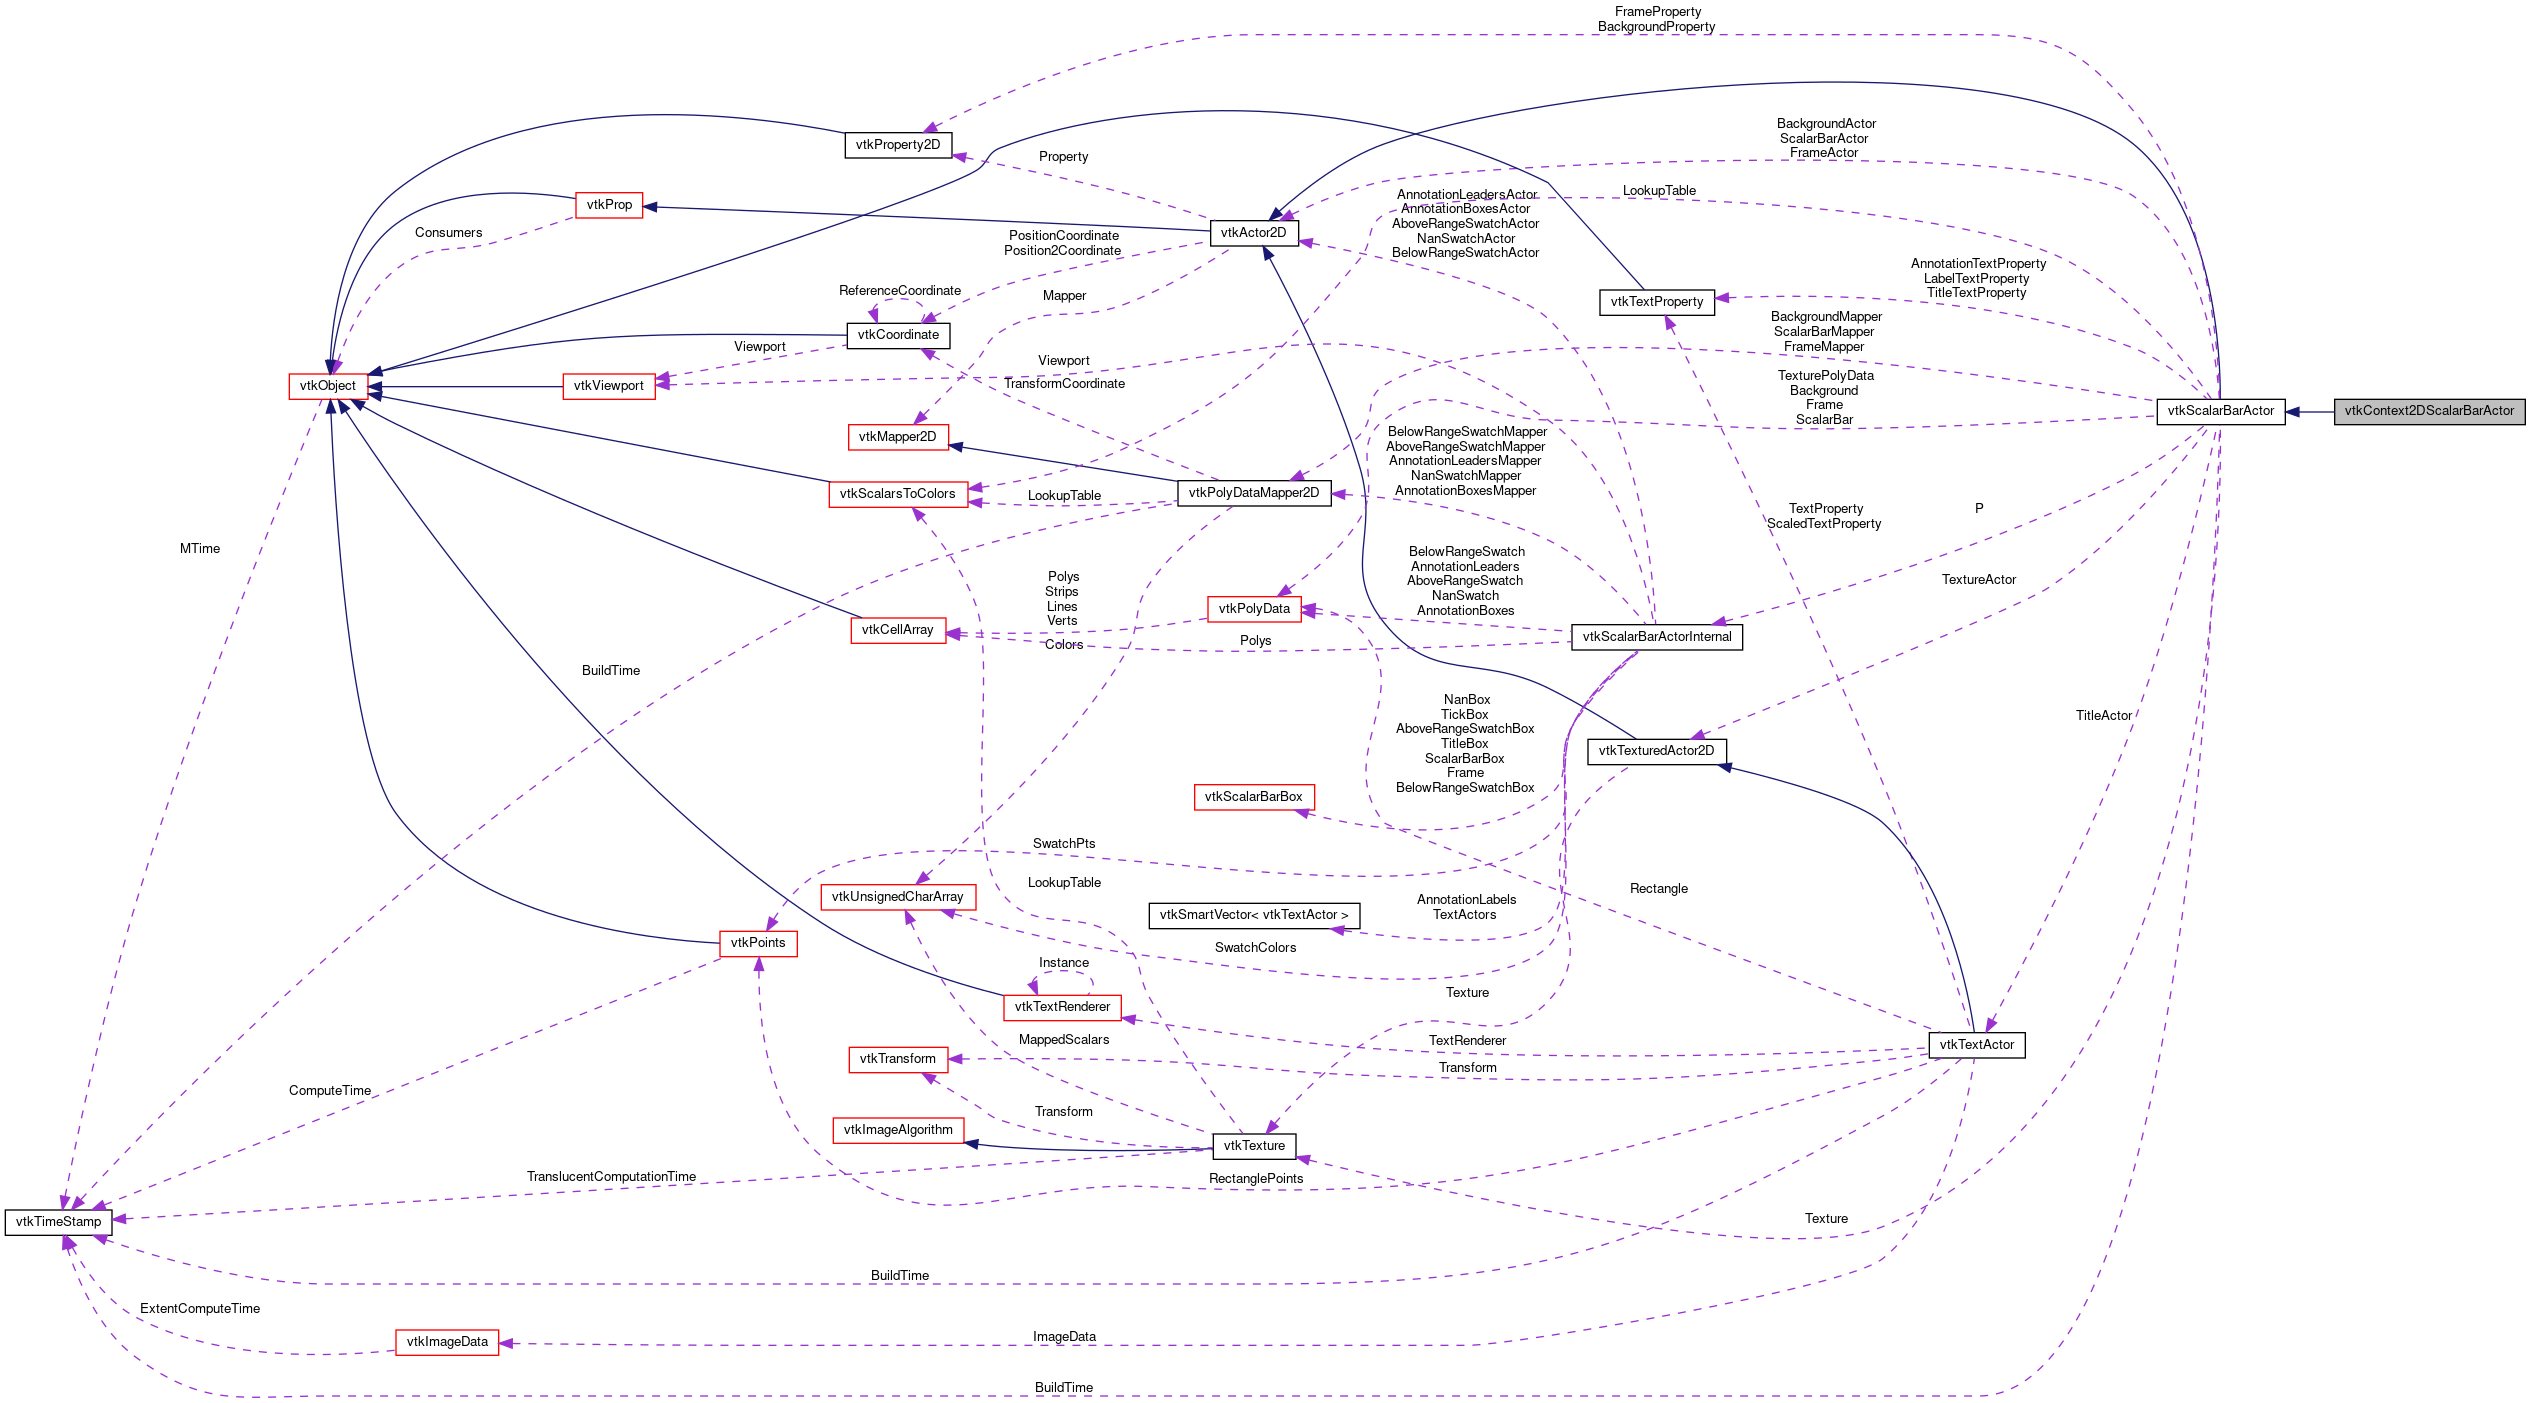 FrameProperty
BackgroundProperty
BackgroundActor
ScalarBarActor
FrameActor
vtkProperty2D
Property
vtkProp
Consumers
AnnotationLeadersActor
AnnotationBoxesActor
AboveRangeSwatchActor
NanSwatchActor
BelowRangeSwatchActor
LookupTable
vtkActor2D
PositionCoordinate
Position2Coordinate
AnnotationTextProperty
LabelTextProperty
TitleTextProperty
ReferenceCoordinate
Mapper
vtkTextProperty
vtkCoordinate
BackgroundMapper
ScalarBarMapper
FrameMapper
Viewport
Viewport
vtkObject
vtkViewport
TransformCoordinate
TexturePolyData
Background
Frame
ScalarBar
vtkScalarBarActor
vtkContext2DScalarBarActor
vtkMapper2D
BelowRangeSwatchMapper
AboveRangeSwatchMapper
AnnotationLeadersMapper
NanSwatchMapper
AnnotationBoxesMapper
vtkScalarsToColors
LookupTable
vtkPolyDataMapper2D
TextProperty
ScaledTextProperty
P
MTime
BelowRangeSwatch
AnnotationLeaders
AboveRangeSwatch
NanSwatch
AnnotationBoxes
Polys
Strips
Lines
Verts
TextureActor
vtkPolyData
vtkCellArray
Colors
Polys
vtkScalarBarActorInternal
BuildTime
NanBox
TickBox
AboveRangeSwatchBox
TitleBox
ScalarBarBox
Frame
BelowRangeSwatchBox
TitleActor
vtkTexturedActor2D
vtkScalarBarBox
SwatchPts
LookupTable
vtkUnsignedCharArray
Rectangle
AnnotationLabels
TextActors
vtkSmartVector< vtkTextActor >
vtkPoints
SwatchColors
Instance
Texture
vtkTextRenderer
MappedScalars
TextRenderer
vtkTextActor
vtkTransform
Transform
ComputeTime
Transform
vtkImageAlgorithm
vtkTexture
TranslucentComputationTime
RectanglePoints
vtkTimeStamp
Texture
BuildTime
ExtentComputeTime
vtkImageData
ImageData
BuildTime